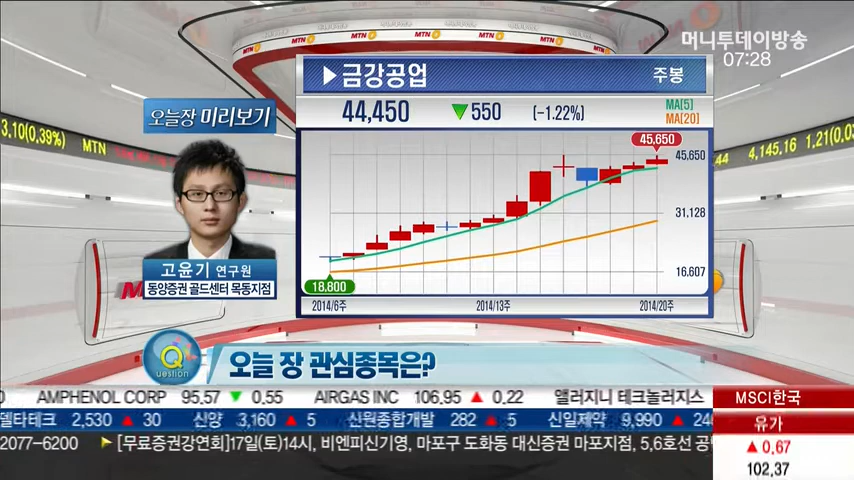 머니투데이방송
07:28
MTN
MTN
MTN
MTN
금강공업
주봉
44,450 ▼550 (-1.22%)
MA[5]
MA[20]
오늘장 미리보기
3.10(0.39%)
MTN
4,145.16
45,650
45,650
31,128
16,607
18,800
2014/6주
2014/13주
2014/20주
고윤기 연구원
동양증권 골드센터 목동지점
Question
오늘 장 관심종목은?
AMPHENOL CORP 95,57 ▼ 0,55 AIRGAS INC 106,95 ▲ 0,22 앨러지니 테크놀러지스
델타테크 2,530 ▲ 30 신양 3,160 ▲ 5 신원종합개발 282 ▲ 5 신일제약 9,990 ▲
2077-6200 ▶[무료증권강연회]17일(토)14시, 비엔피신기영, 마포구 도화동 대신증권 마포지점, 5,6호선
MSCI한국
유가
▲ 0,67
102,37